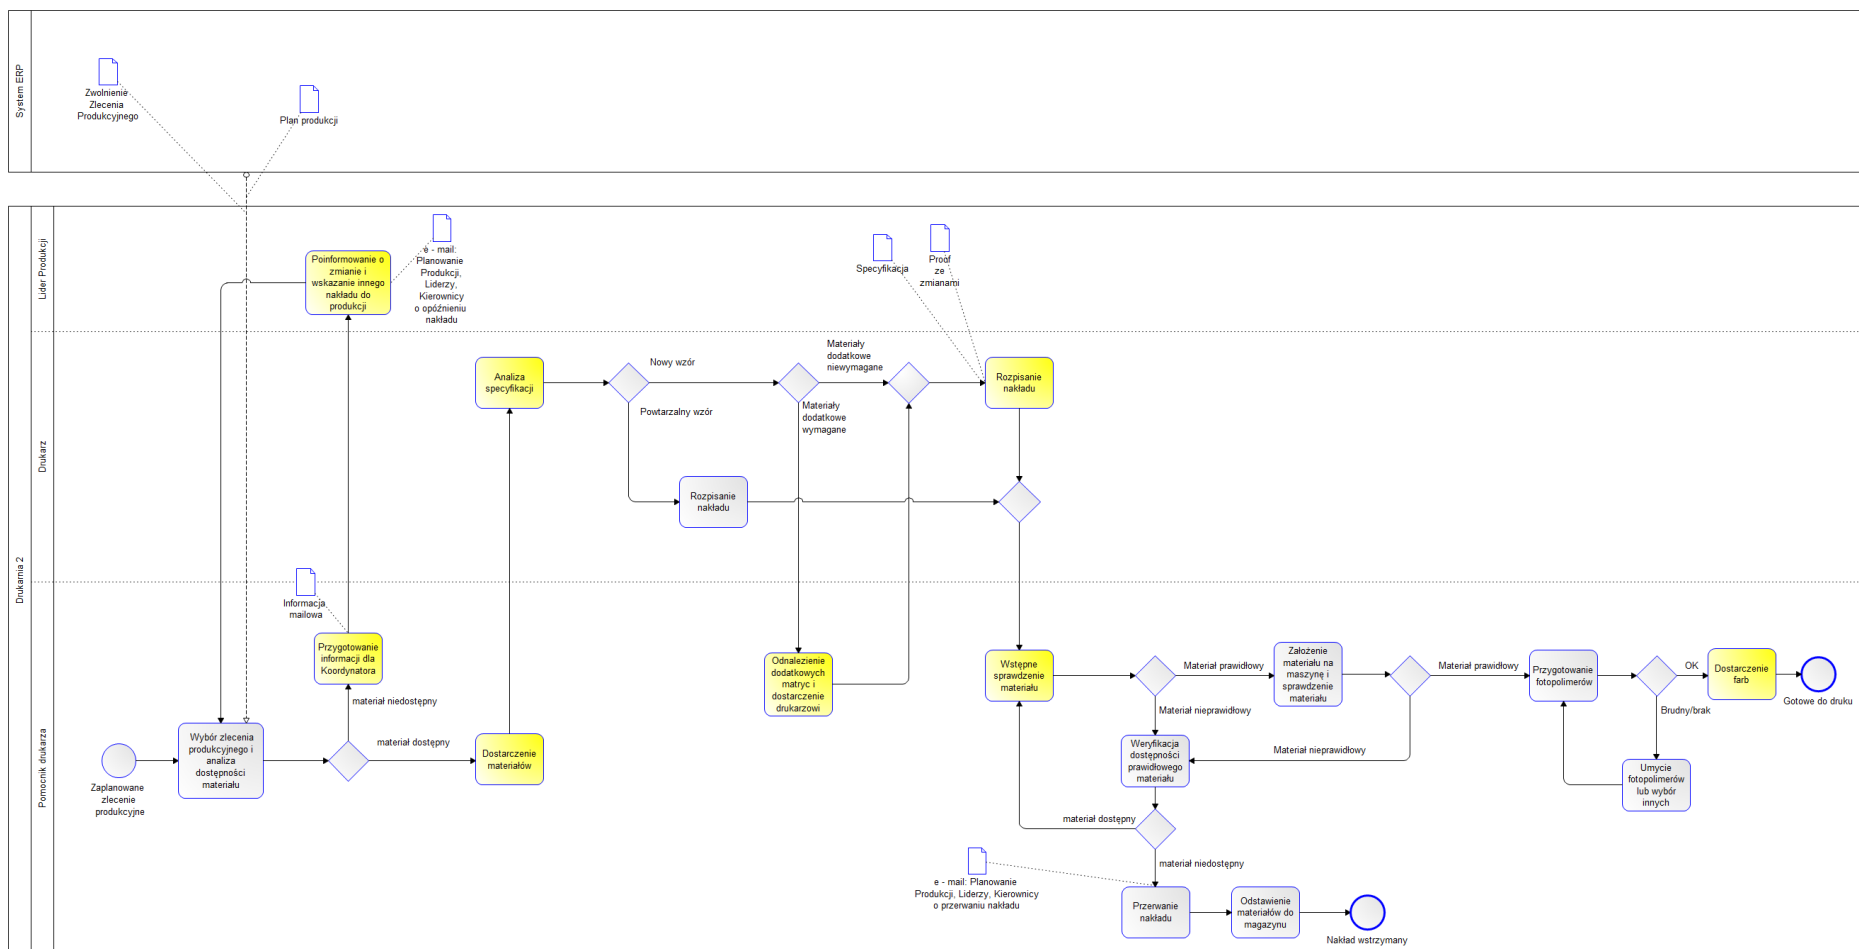 System ERP
Zwolnienie
Zlecenia
Produkcyjnego
Plan produkcji
Drukarnia 2
Lider Produkcji
Poinformowanie o
zmianie i
wskazanie innego
nakładu do
produkcji
e - mail:
Planowanie
Produkcji,
Liderzy,
Kierownicy
o opóźnieniu
nakładu
Specyfikacja
Proof
ze
zmianami
Drukarz
Analiza
specyfikacji
Nowy wzór
Powtarzalny wzór
Materiały
dodatkowe
niewymagane
Materiały
dodatkowe
wymagane
Rozpisanie
nakładu
Rozpisanie
nakładu
Pomocnik drukarza
Informacja
mailowa
Przygotowanie
informacji dla
Koordynatora
materiał niedostępny
Zaplanowane
zlecenie
produkcyjne
Wybór zlecenia
produkcyjnego i
analiza
dostępności
materiału
materiał dostępny
Dostarczenie
materiałów
Odnalezienie
dodatkowych
matryc i
dostarczenie
drukarzowi
Wstępne
sprawdzenie
materiału
Materiał prawidłowy
Materiał nieprawidłowy
Założenie
materiału na
maszynę i
sprawdzenie
materiału
Materiał prawidłowy
Materiał nieprawidłowy
Przygotowanie
fotopolimerów
OK
Brudny/brak
Dostarczenie
farb
Gotowe do druku
Umycie
fotopolimerów
lub wybór
innych
Weryfikacja
dostępności
prawidłowego
materiału
materiał dostępny
materiał niedostępny
e - mail: Planowanie
Produkcji, Liderzy, Kierownicy
o przerwaniu nakładu
Przerwanie
nakładu
Odstawienie
materiałów do
magazynu
Nakład wstrzymany